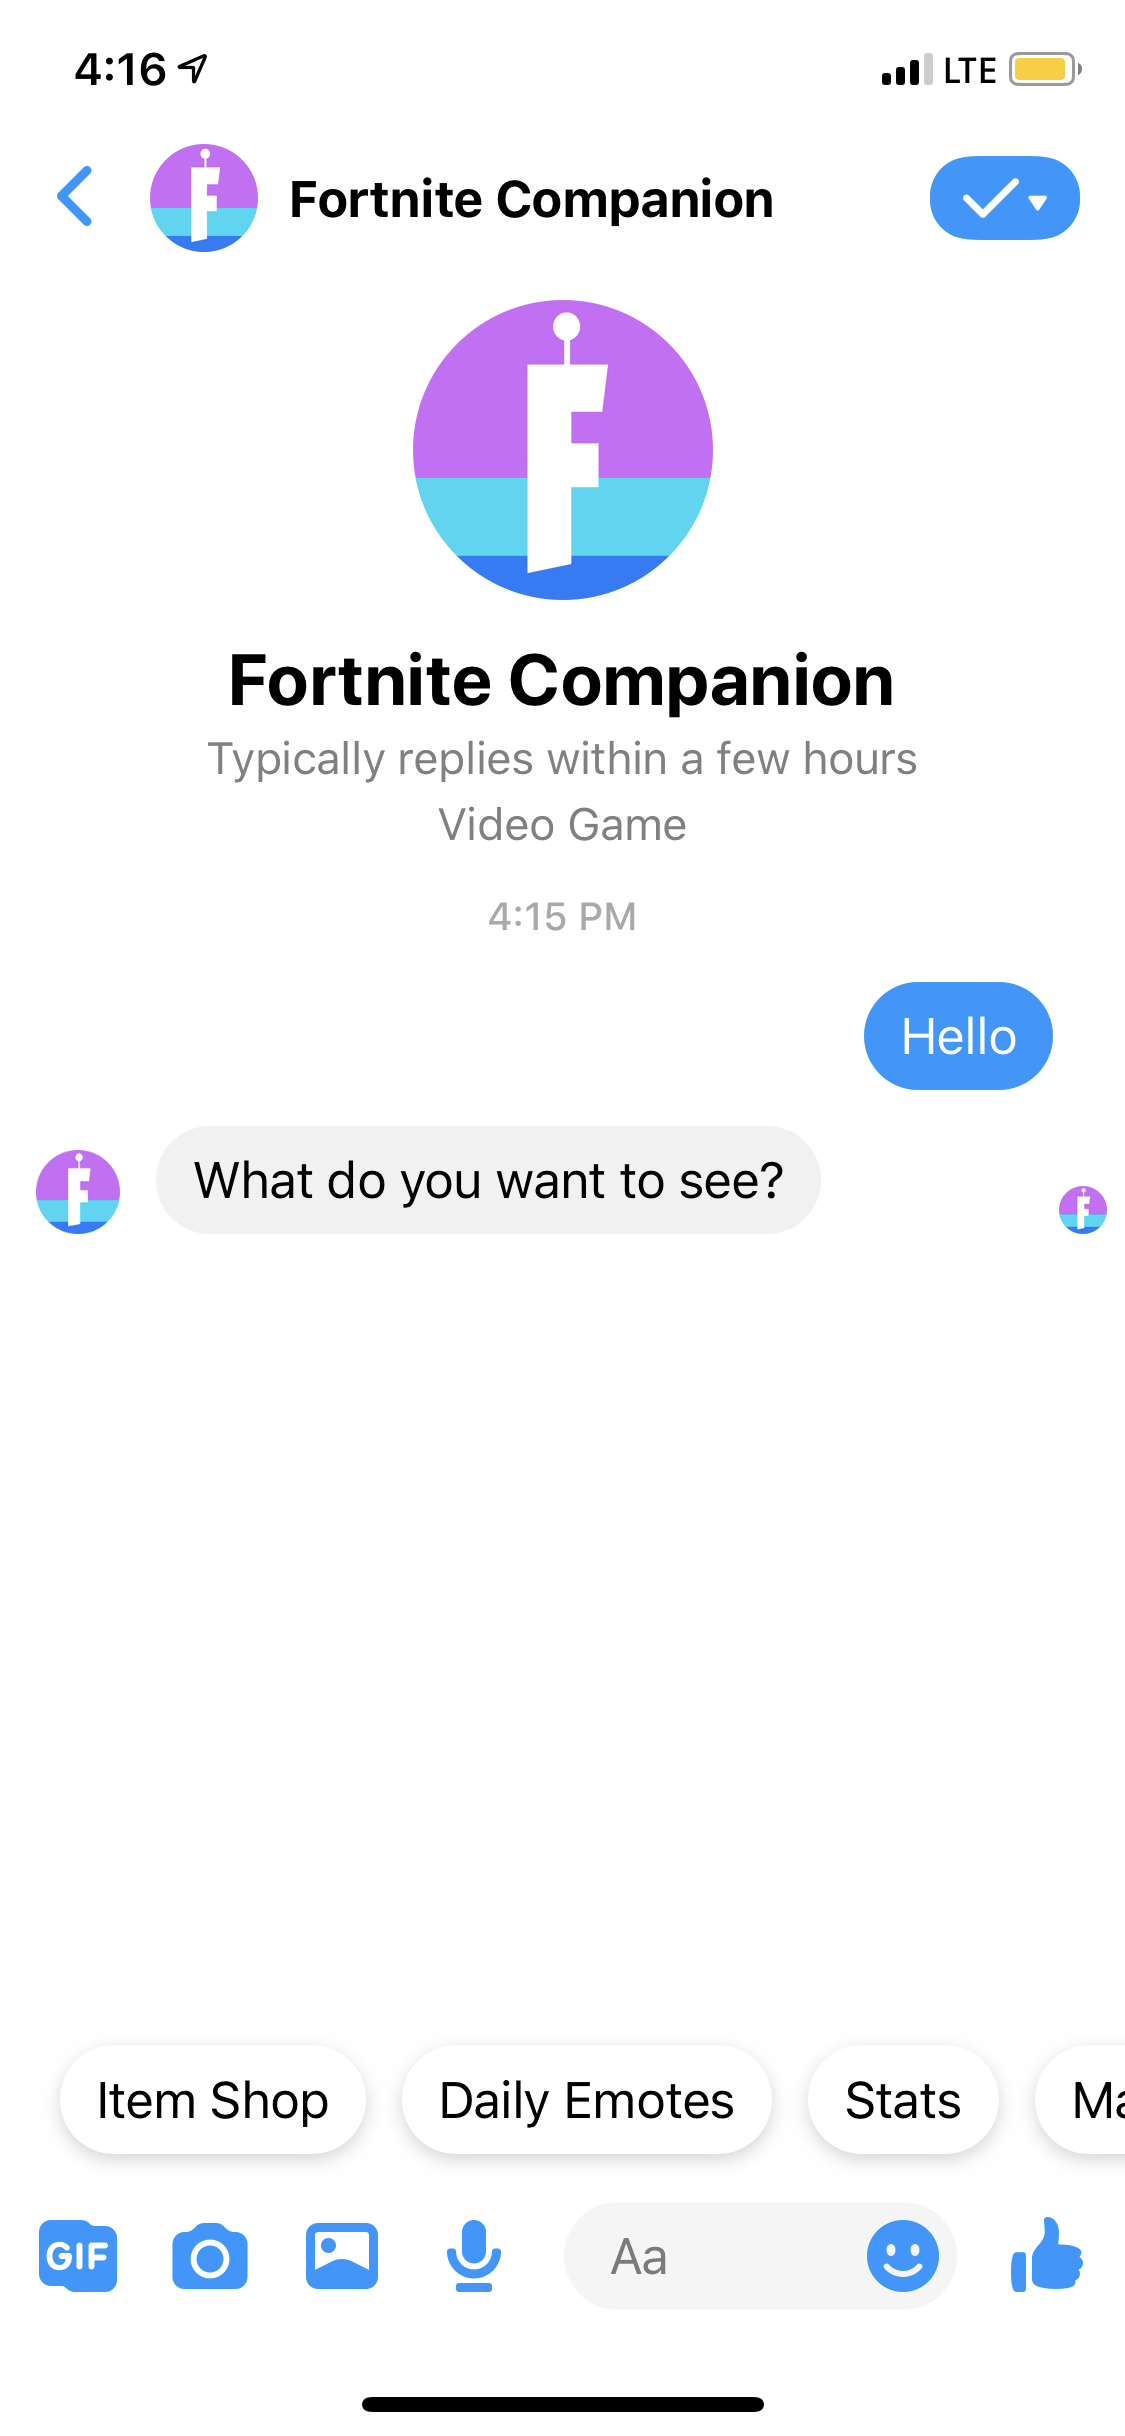 4:16
LTE
Fortnite Companion
Fortnite Companion
Typically replies within a few hours
Video Game
4:15 PM
Hello
What do you want to see?
Item Shop
Daily Emotes
Stats
Ma
GIF
Aa